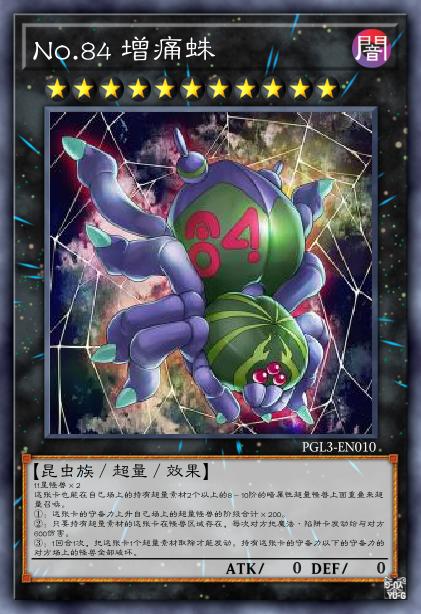 No.84 增痛蛛
闇
84
PGL3-EN010
【昆虫族/超量/效果】
11星怪兽×2
这张卡也能在自己场上的持有超量素材2个以上的8-10阶的暗属性超量怪兽上面重叠来超
量召唤。
①：这张卡的守备力上升自己场上的超量怪兽的阶级合计×200。
②：只要持有超量素材的这张卡在怪兽区域存在，每次对方把魔法·陷阱卡发动给与对方
600伤害。
③：1回合1次，把这张卡1个超量素材取除才能发动。持有这张卡的守备力以下的守备力的
对方场上的怪兽全部破坏。
ATK/ 0 DEF/ 0